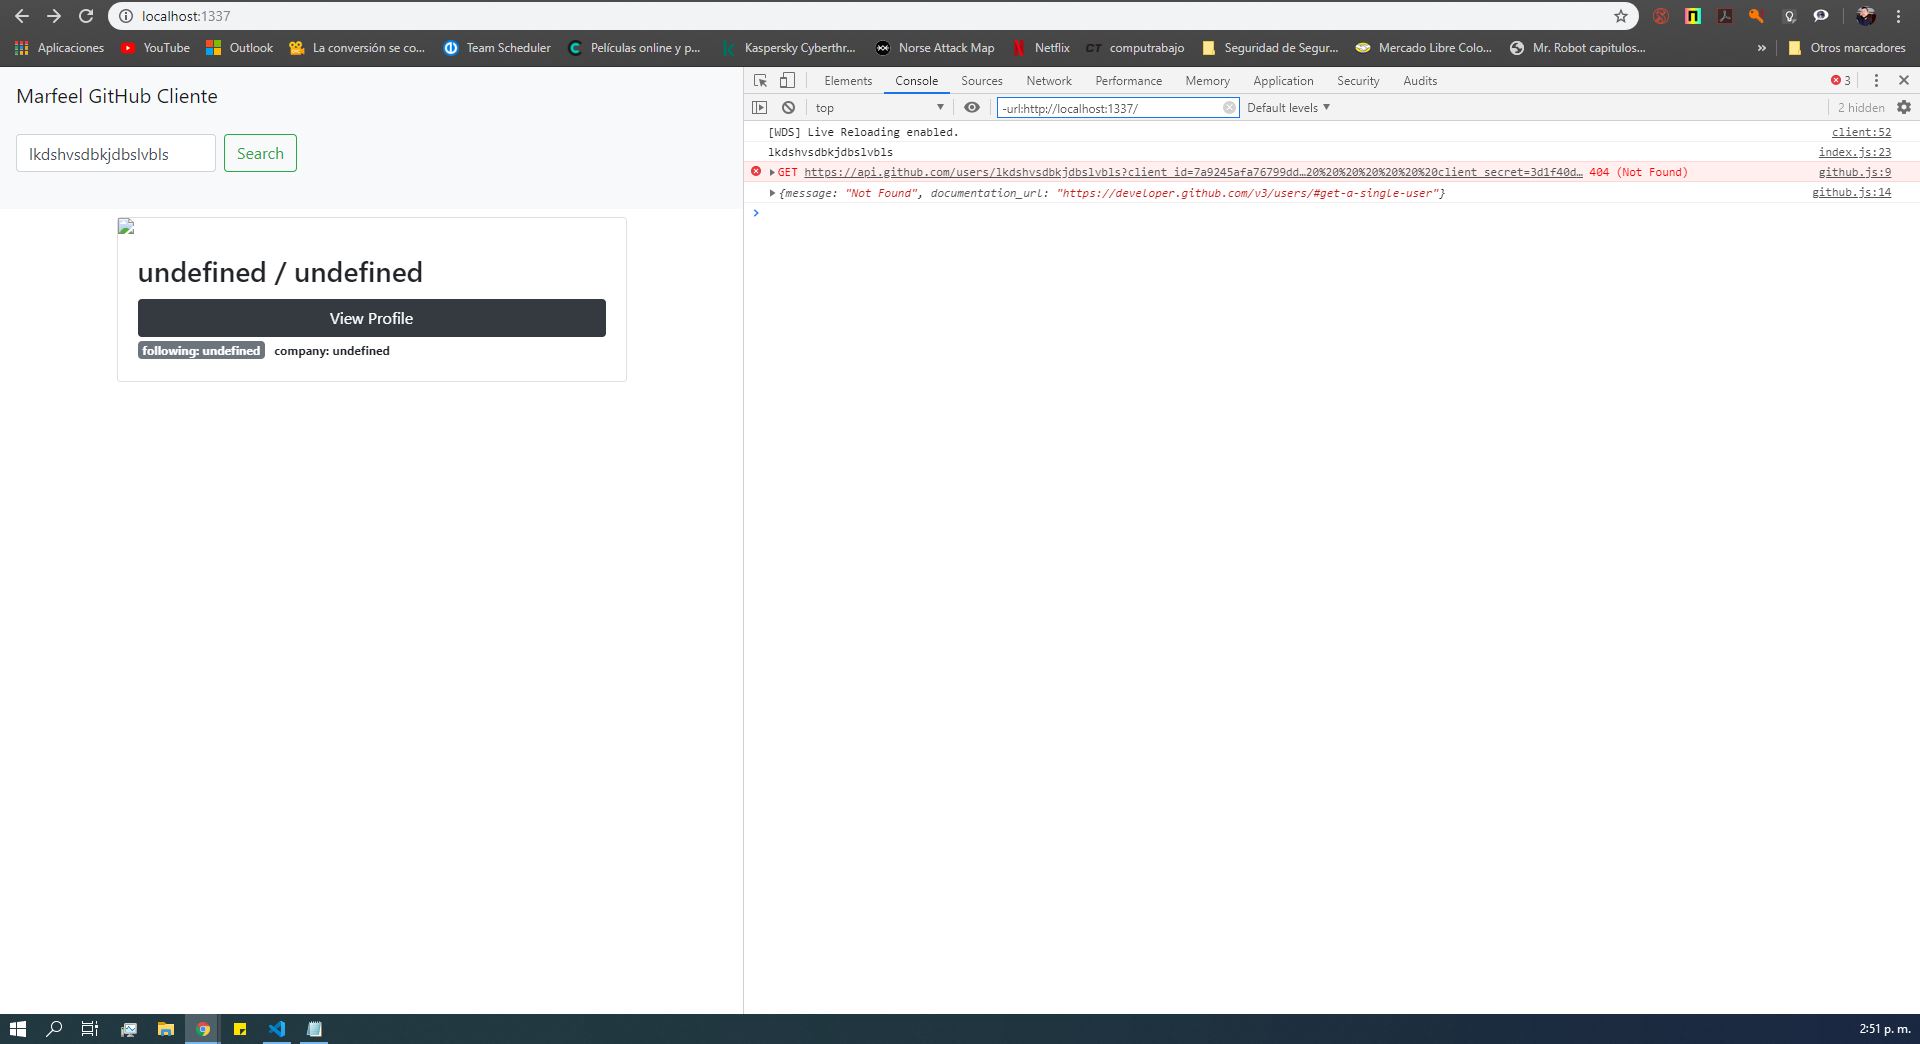 localhost:1337
Aplicaciones YouTube Outlook La conversión se co... Team Scheduler Películas online y p... Kaspersky Cyberthr... Norse Attack Map Netflix CT computrabajo Seguridad de Segur... Mercado Libre Colo... Mr. Robot capitulos... » Otros marcadores
Marfeel GitHub Cliente
lkdshvsdbkjdbslvbls Search
undefined / undefined
View Profile
following: undefined company: undefined
Elements Console Sources Network Performance Memory Application Security Audits 3
top -url:http://localhost:1337/ Default levels 2 hidden
[WDS] Live Reloading enabled. client:52
lkdshvsdbkjdbslvbls index.js:23
GET https://api.github.com/users/lkdshvsdbkjdbslvbls?client_id=7a9245afa76799dd…20%20%20%20%20%20%20client_secret=3d1f40d… 404 (Not Found) github.js:9
{message: "Not Found", documentation_url: "https://developer.github.com/v3/users/#get-a-single-user"} github.js:14
2:51 p. m.